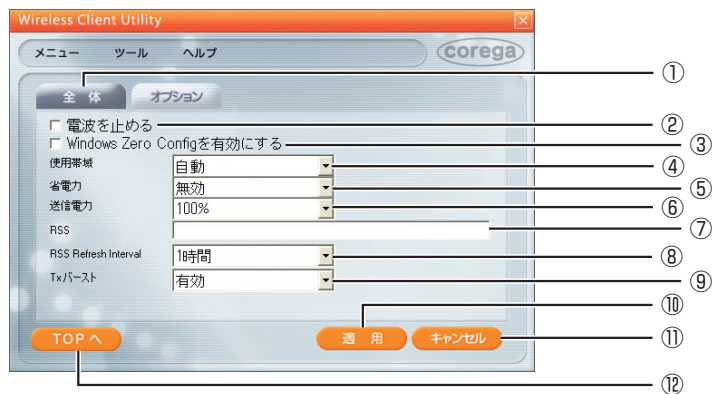 Wireless Client Utility
メニュー ツール ヘルプ corega
全 体 オプション ①
電波を止める ②
Windows Zero Configを有効にする ③
使用帯域 自動 ④
省電力 無効 ⑤
送信電力 100% ⑥
RSS ⑦
RSS Refresh Interval 1時間 ⑧
Txバースト 有効 ⑨
⑩
TOPへ 適 用 キャンセル ⑪
⑫